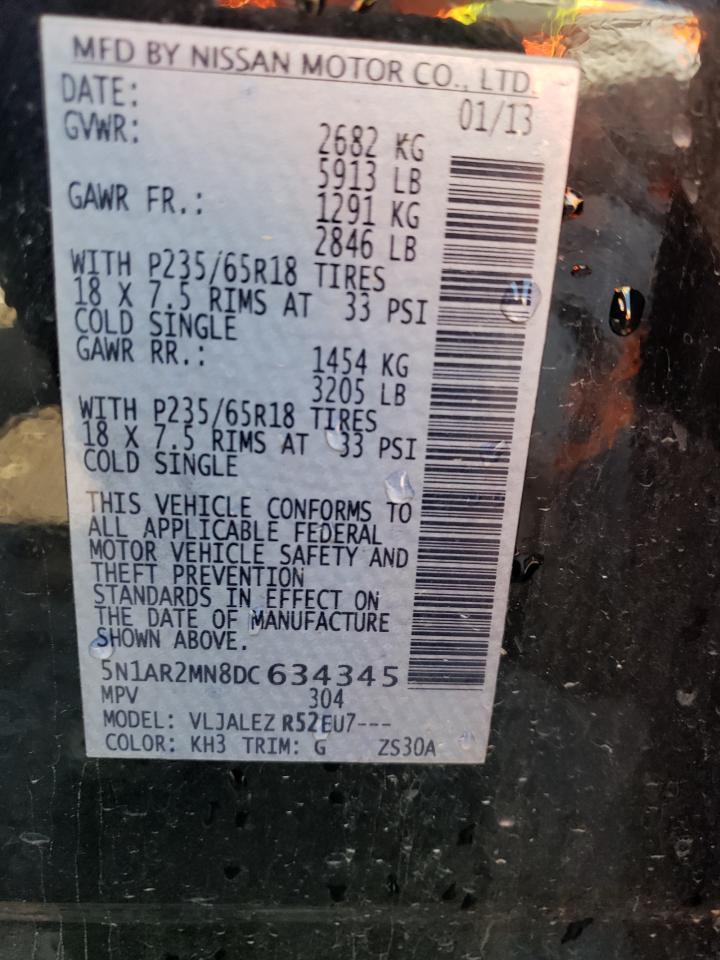 MFD BY NISSAN MOTOR CO., LTD.
DATE: 01/13
GVWR: 2682 KG
5913 LB
GAWR FR.: 1291 KG
2846 LB
WITH P235/65R18 TIRES
18 X 7.5 RIMS AT 33 PSI
COLD SINGLE
GAWR RR.: 1454 KG
3205 LB
WITH P235/65R18 TIRES
18 X 7.5 RIMS AT 33 PSI
COLD SINGLE
THIS VEHICLE CONFORMS TO
ALL APPLICABLE FEDERAL
MOTOR VEHICLE SAFETY AND
THEFT PREVENTION
STANDARDS IN EFFECT ON
THE DATE OF MANUFACTURE
SHOWN ABOVE.
5N1AR2MN8DC634345
MPV 304
MODEL: VLJALEZ R52EU7---
COLOR: KH3 TRIM: G ZS30A